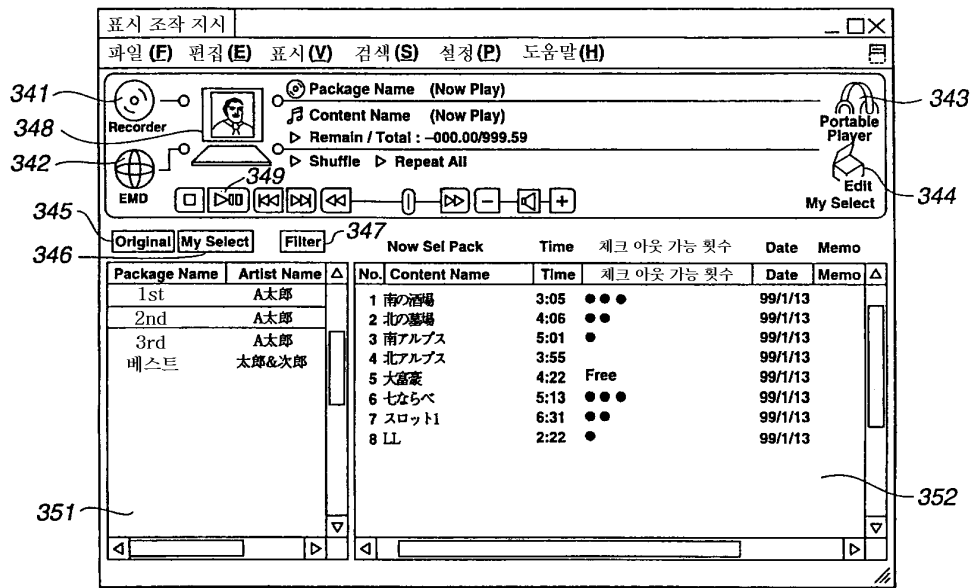 표시 조작 지시
파일 (F) 편집(E) 표시(V) 검색(S) 설정(P) 도움말(H)
341
348
342
Recorder
EMD
Package Name (Now Play)
Content Name (Now Play)
Remain / Total : –000.00/999.59
Shuffle Repeat All
349
Portable
Player
343
Edit
My Select
344
345
346
Original My Select Filter 347
Now Sel Pack Time 체크 아웃 가능 횟수 Date Memo
Package Name Artist Name
1st A太郎
2nd A太郎
3rd A太郎
베스트 太郎&次郎
351
No. Content Name Time 체크 아웃 가능 횟수 Date Memo
1 南の酒場 3:05 ●●● 99/1/13
2 北の墓場 4:06 ●● 99/1/13
3 南アルプス 5:01 ● 99/1/13
4 北アルプス 3:55 99/1/13
5 大富豪 4:22 Free 99/1/13
6 七ならべ 5:13 ●●● 99/1/13
7 スロット1 6:31 ●● 99/1/13
8 LL 2:22 ● 99/1/13
352